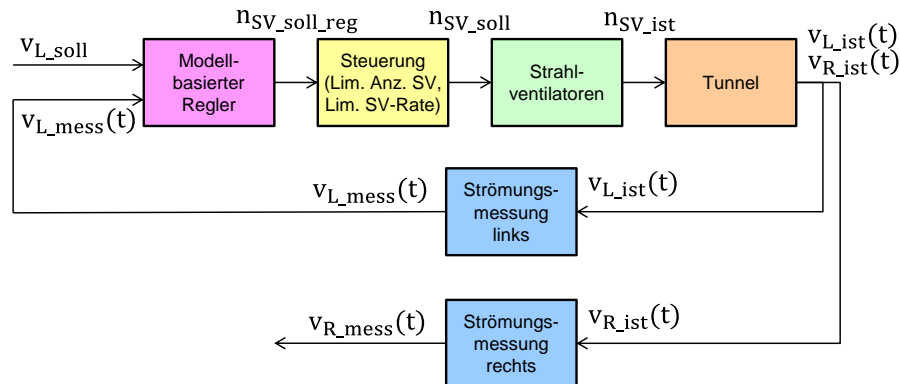 n_SV_soll_reg
n_SV_soll
n_SV_ist
v_L_soll
v_L_ist(t)
v_R_ist(t)
Modell-
basierter
Regler
Steuerung
(Lim. Anz. SV,
Lim. SV-Rate)
Strahl-
ventilatoren
Tunnel
v_L_mess(t)
v_L_mess(t)
Strömungs-
messung
links
v_L_ist(t)
v_R_mess(t)
Strömungs-
messung
rechts
v_R_ist(t)